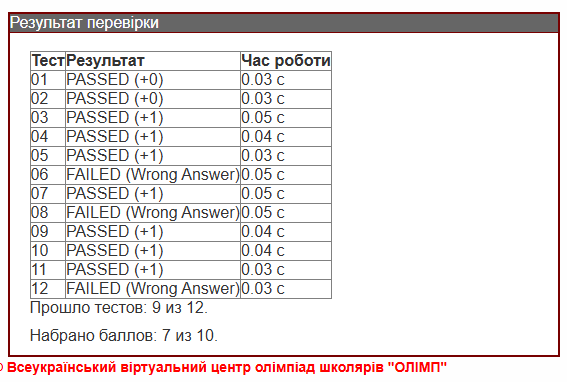 Результат перевірки
Тест Результат Час роботи
01 PASSED (+0) 0.03 с
02 PASSED (+0) 0.03 с
03 PASSED (+1) 0.05 с
04 PASSED (+1) 0.04 с
05 PASSED (+1) 0.03 с
06 FAILED (Wrong Answer) 0.05 с
07 PASSED (+1) 0.05 с
08 FAILED (Wrong Answer) 0.05 с
09 PASSED (+1) 0.04 с
10 PASSED (+1) 0.04 с
11 PASSED (+1) 0.03 с
12 FAILED (Wrong Answer) 0.03 с
Прошло тестов: 9 из 12.
Набрано баллов: 7 из 10.
© Всеукраїнський віртуальний центр олімпіад школярів "ОЛІМП"